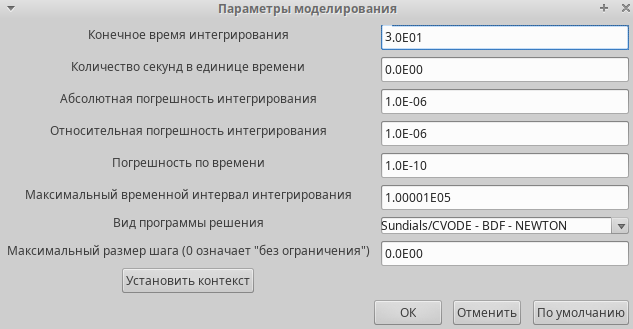 Параметры моделирования
Конечное время интегрирования 3.0E01
Количество секунд в единице времени 0.0E00
Абсолютная погрешность интегрирования 1.0E-06
Относительная погрешность интегрирования 1.0E-06
Погрешность по времени 1.0E-10
Максимальный временной интервал интегрирования 1.00001E05
Вид программы решения Sundials/CVODE - BDF - NEWTON
Максимальный размер шага (0 означает "без ограничения") 0.0E00
Установить контекст
ОК Отменить По умолчанию